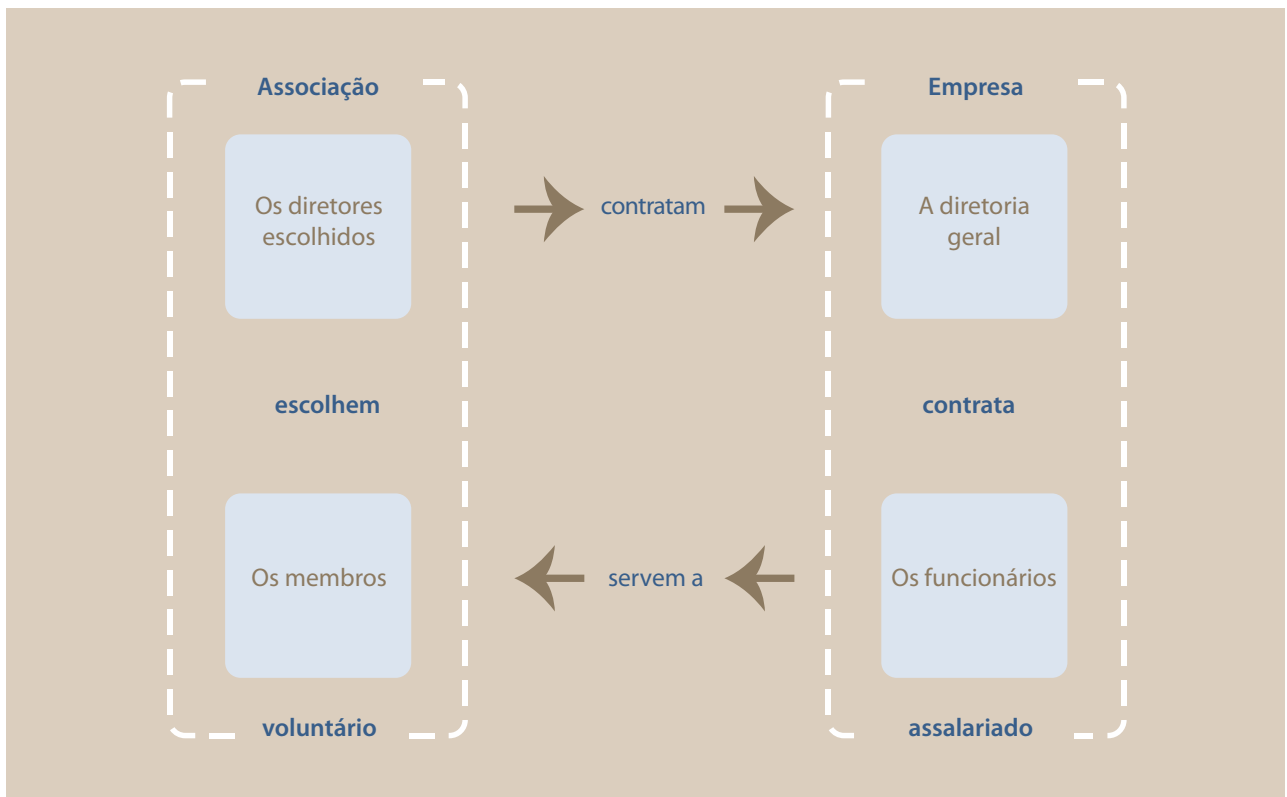 Associação
Empresa
Os diretores
escolhidos
contratam
A diretoria
geral
escolhem
contrata
Os membros
servem a
Os funcionários
voluntário
assalariado